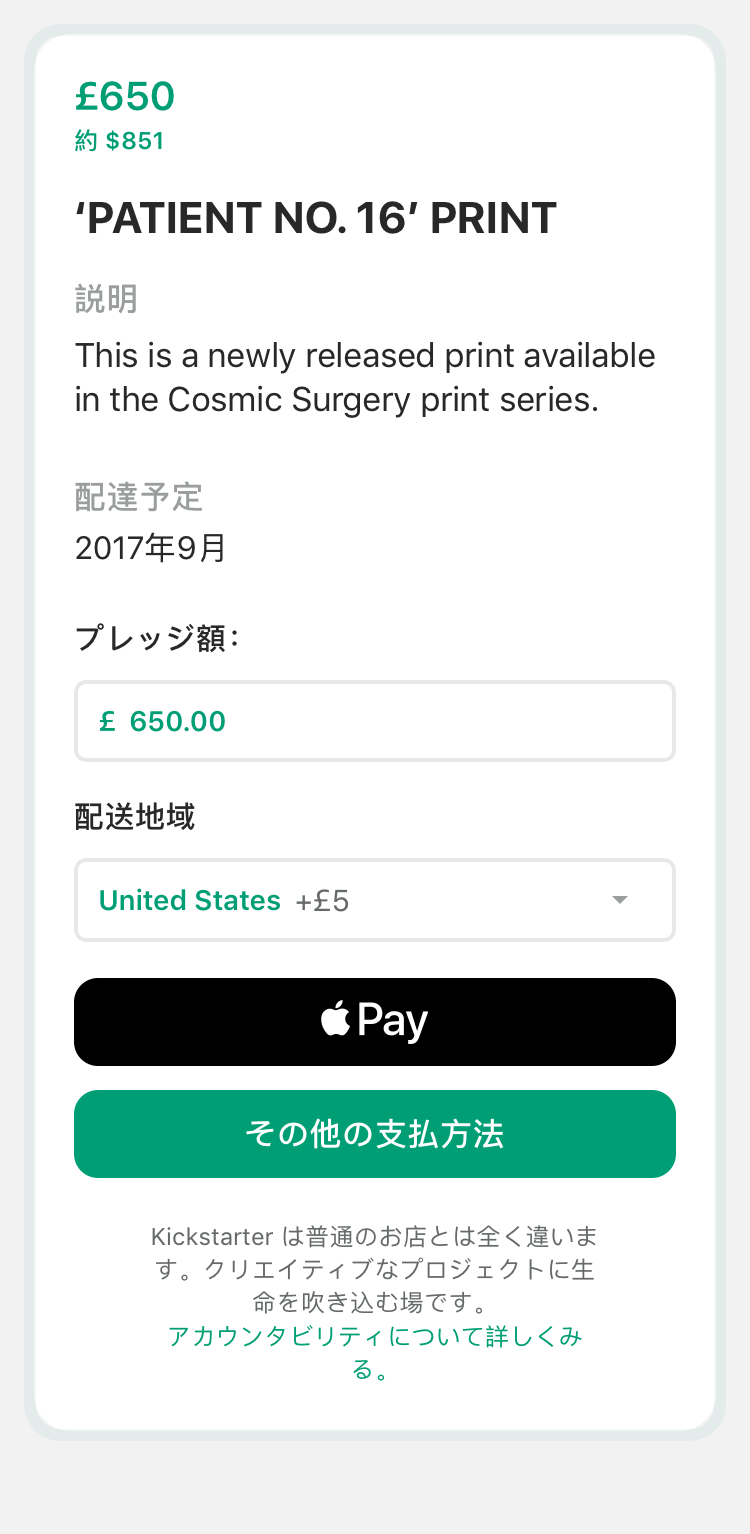 £650
約 $851
‘PATIENT NO. 16’ PRINT
説明
This is a newly released print available
in the Cosmic Surgery print series.
配達予定
2017年9月
プレッジ額：
£ 650.00
配送地域
United States +£5
Pay
その他の支払方法
Kickstarter は普通のお店とは全く違いま
す。クリエイティブなプロジェクトに生
命を吹き込む場です。
アカウンタビリティについて詳しくみ
る。